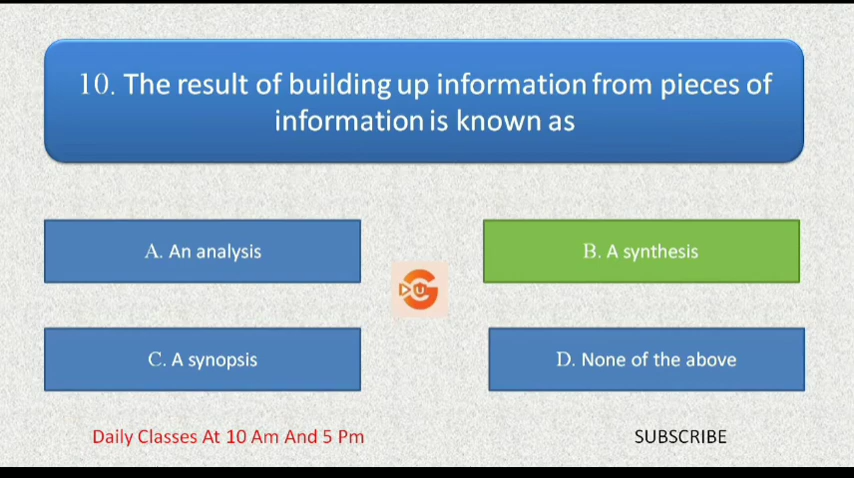 10. The result of building up information from pieces of
information is known as
A. An analysis
B. A synthesis
C. A synopsis
D. None of the above
Daily Classes At 10 Am And 5 Pm
SUBSCRIBE